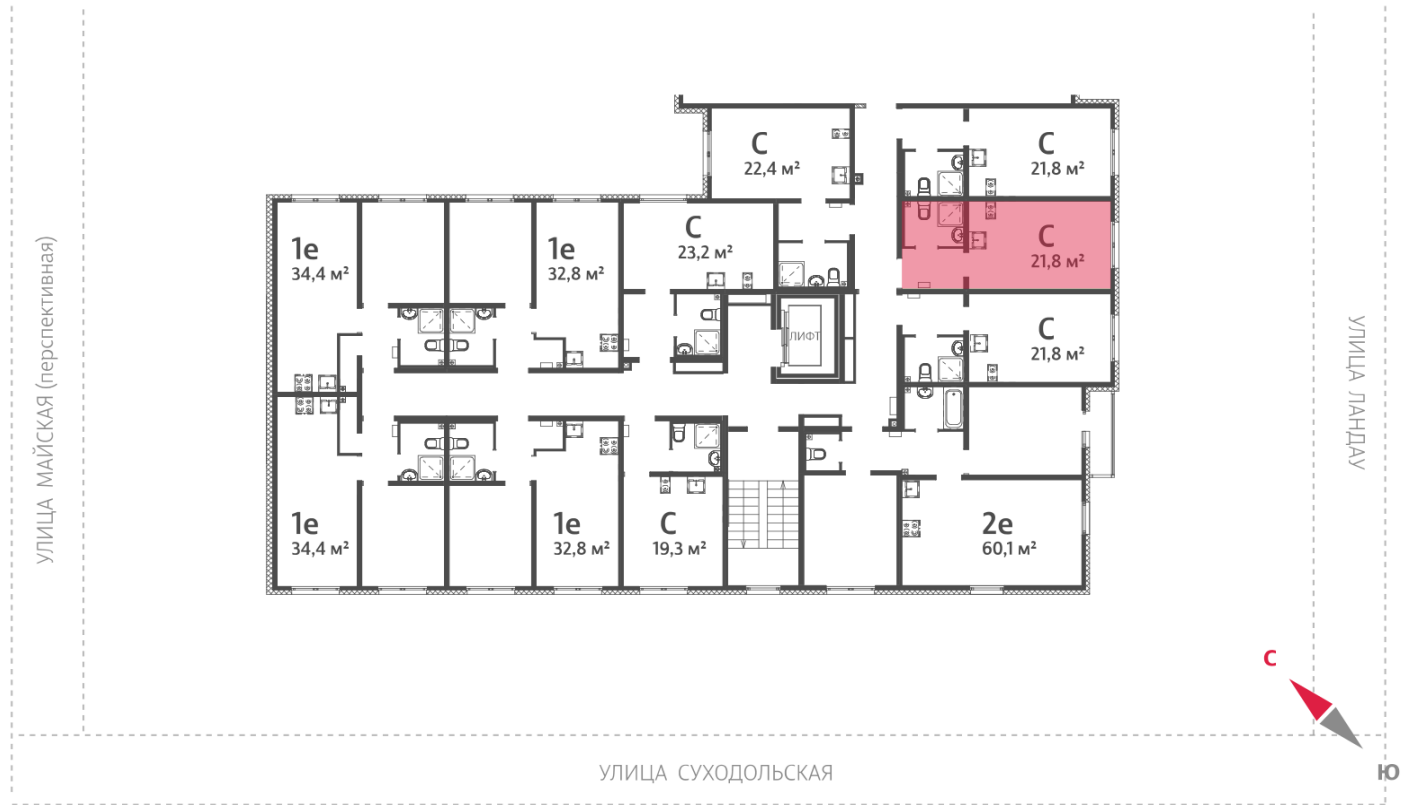 С
22,4 м²
С
21,8 м²
С
23,2 м²
1е
34,4 м²
1е
32,8 м²
С
21,8 м²
ЛИФТ
С
21,8 м²
1е
34,4 м²
1е
32,8 м²
С
19,3 м²
2е
60,1 м²
УЛИЦА МАЙСКАЯ (перспективная)
УЛИЦА ЛАНДАУ
С
Ю
УЛИЦА СУХОДОЛЬСКАЯ